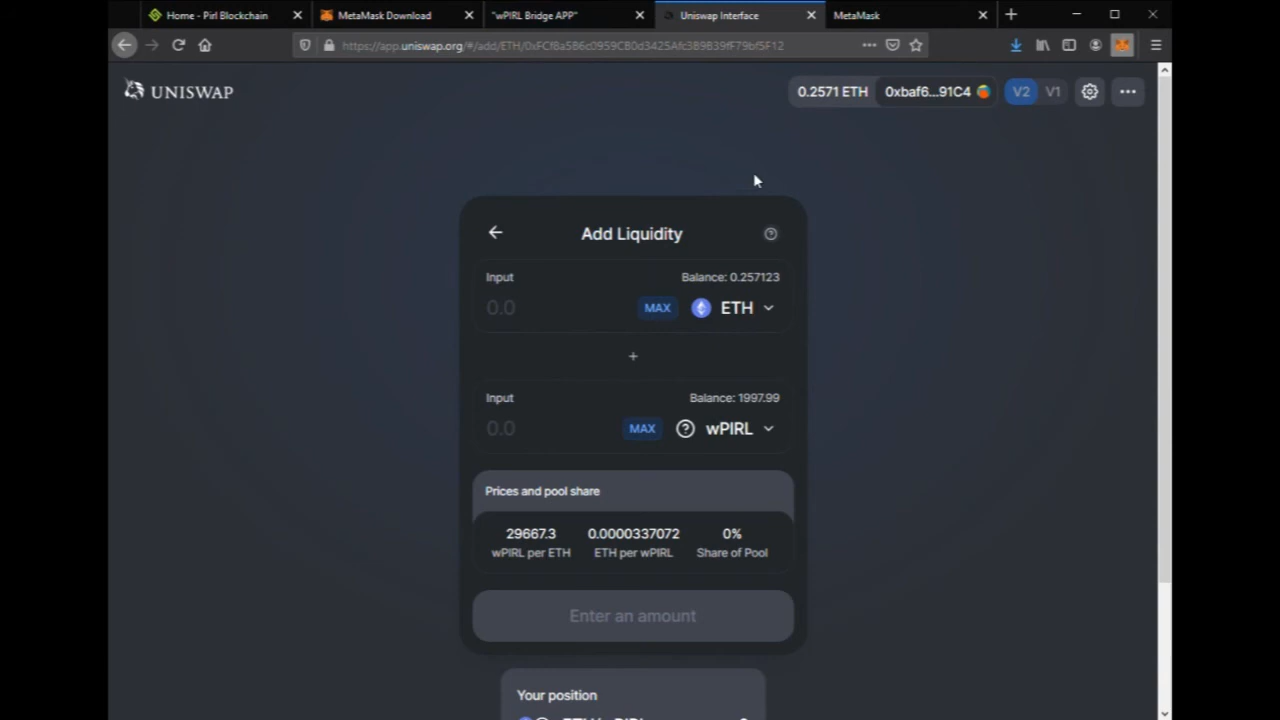 Home - Pirl Blockchain
MetaMask Download
"wPIRL Bridge APP"
Uniswap Interface
MetaMask
https://app.uniswap.org/#/add/ETH/0xFCf8a5B6c0959CB0d3425Afc3B9B39fF79bf5F12
UNISWAP
0.2571 ETH
0xbaf6...91C4
V2
V1
Add Liquidity
Input
Balance: 0.257123
0.0
MAX
ETH
+
Input
Balance: 1997.99
0.0
MAX
wPIRL
Prices and pool share
29667.3
0.0000337072
0%
wPIRL per ETH
ETH per wPIRL
Share of Pool
Enter an amount
Your position